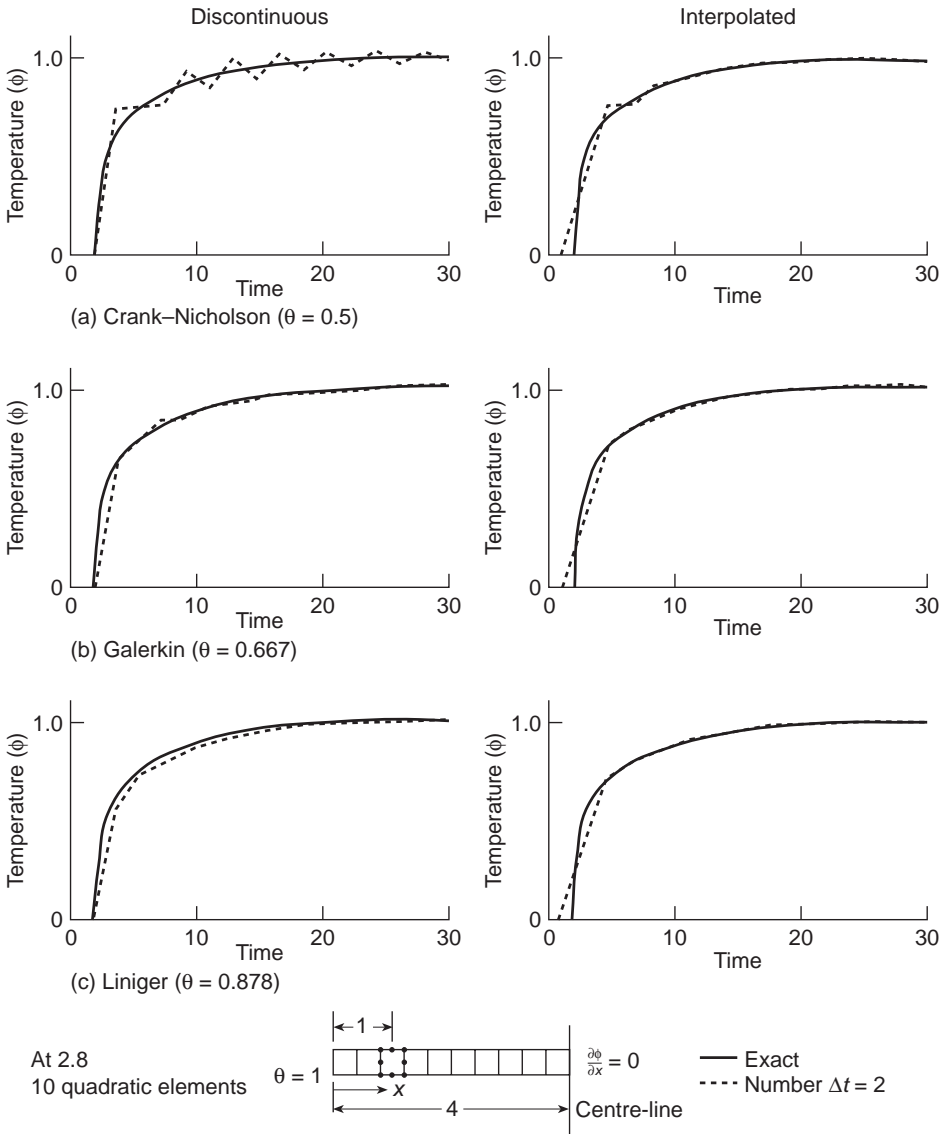 Discontinuous
Interpolated
1.0
0
Temperature (ϕ)
0 10 20 30
Time
1.0
0
Temperature (ϕ)
0 10 20 30
Time
(a) Crank–Nicholson (θ = 0.5)
1.0
0
Temperature (ϕ)
0 10 20 30
Time
1.0
0
Temperature (ϕ)
0 10 20 30
Time
(b) Galerkin (θ = 0.667)
1.0
0
Temperature (ϕ)
0 10 20 30
Time
1.0
0
Temperature (ϕ)
0 10 20 30
Time
(c) Liniger (θ = 0.878)
At 2.8
10 quadratic elements
1
θ = 1
x
4
∂ϕ/∂x = 0
Centre-line
Exact
Number Δt = 2